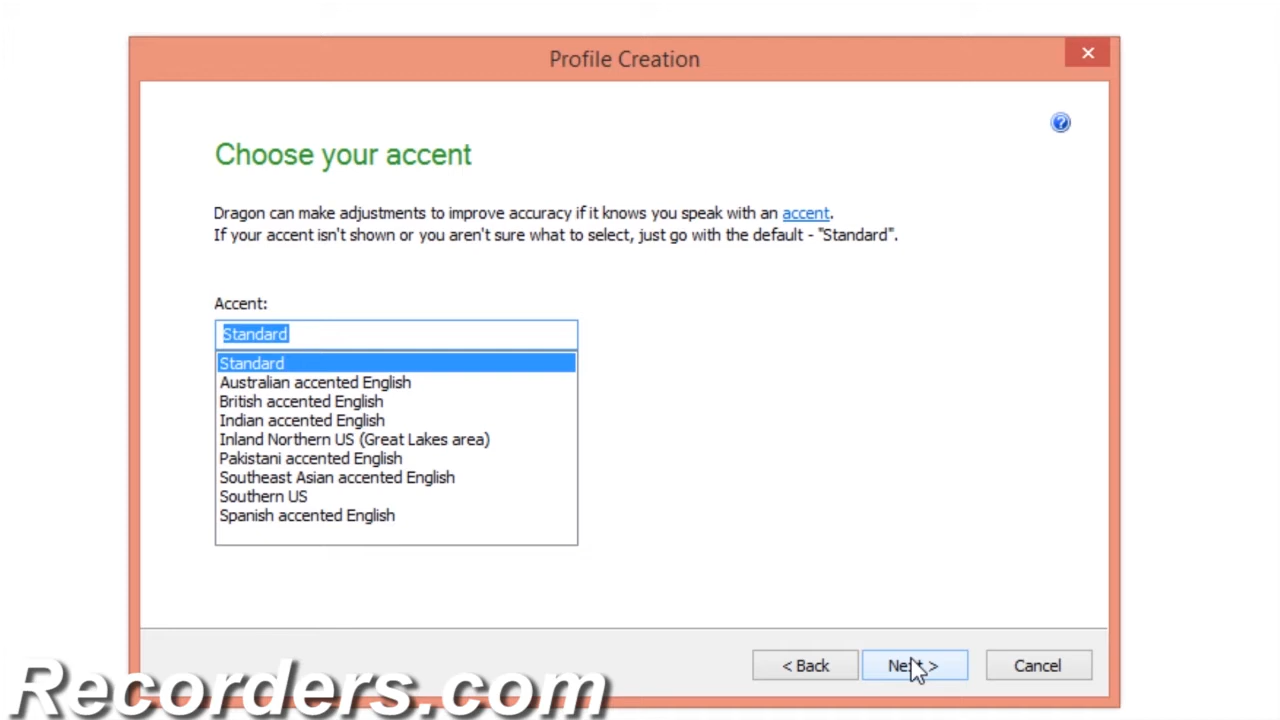 Profile Creation
Choose your accent
Dragon can make adjustments to improve accuracy if it knows you speak with an accent.
If your accent isn't shown or you aren't sure what to select, just go with the default - "Standard".
Accent:
Standard
Standard
Australian accented English
British accented English
Indian accented English
Inland Northern US (Great Lakes area)
Pakistani accented English
Southeast Asian accented English
Southern US
Spanish accented English
< Back Next > Cancel
Recorders.com